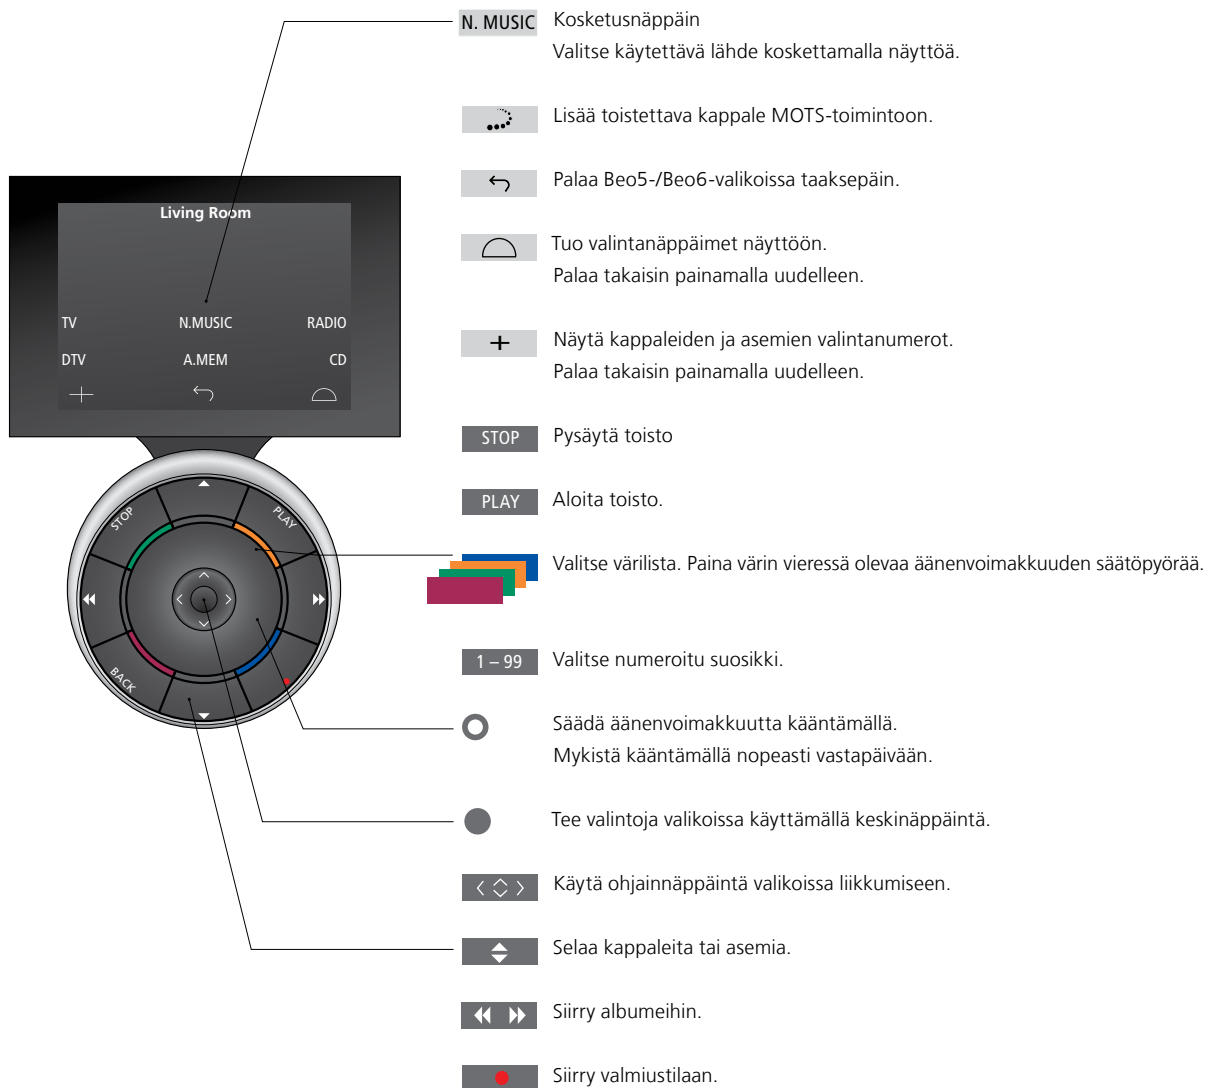 N. MUSIC Kosketusnäppäin
Valitse käytettävä lähde koskettamalla näyttöä.
Lisää toistettava kappale MOTS-toimintoon.
Palaa Beo5-/Beo6-valikoissa taaksepäin.
Tuo valintanäppäimet näyttöön.
Palaa takaisin painamalla uudelleen.
Näytä kappaleiden ja asemien valintanumerot.
Palaa takaisin painamalla uudelleen.
STOP Pysäytä toisto
PLAY Aloita toisto.
Valitse värilista. Paina värin vieressä olevaa äänenvoimakkuuden säätöpyörää.
1 – 99 Valitse numeroitu suosikki.
Säädä äänenvoimakkuutta kääntämällä.
Mykistä kääntämällä nopeasti vastapäivään.
Tee valintoja valikoissa käyttämällä keskinäppäintä.
Käytä ohjainnäppäintä valikoissa liikkumiseen.
Selaa kappaleita tai asemia.
Siirry albumeihin.
Siirry valmiustilaan.
Living Room
TV N.MUSIC RADIO
DTV A.MEM CD
STOP PLAY
BACK